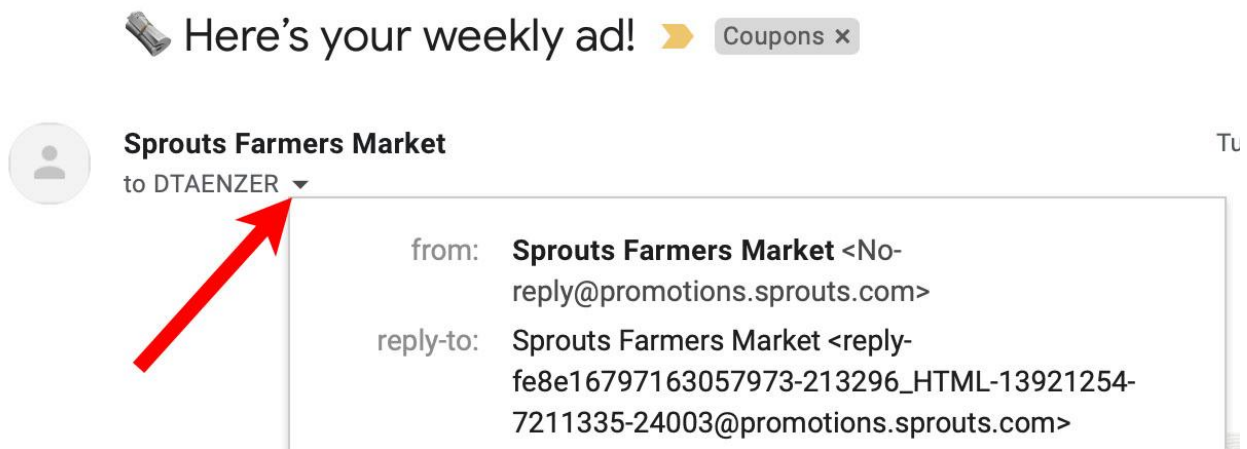 Here's your weekly ad! Coupons ×
Sprouts Farmers Market
to DTAENZER
from: Sprouts Farmers Market <No-
reply@promotions.sprouts.com>
reply-to: Sprouts Farmers Market <reply-
fe8e16797163057973-213296_HTML-13921254-
7211335-24003@promotions.sprouts.com>